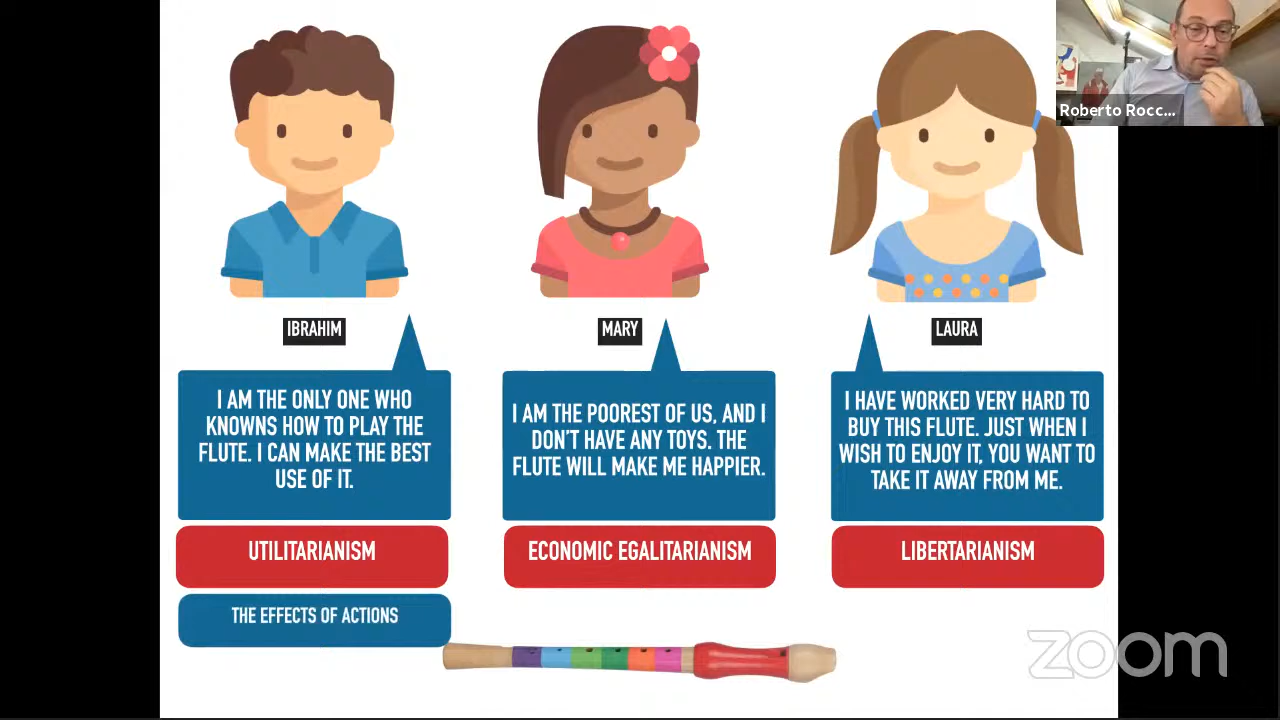 Roberto Rocc...
IBRAHIM
MARY
LAURA
I AM THE ONLY ONE WHO
KNOWNS HOW TO PLAY THE
FLUTE. I CAN MAKE THE BEST
USE OF IT.
I AM THE POOREST OF US, AND I
DON'T HAVE ANY TOYS. THE
FLUTE WILL MAKE ME HAPPIER.
I HAVE WORKED VERY HARD TO
BUY THIS FLUTE. JUST WHEN I
WISH TO ENJOY IT, YOU WANT TO
TAKE IT AWAY FROM ME.
UTILITARIANISM
ECONOMIC EGALITARIANISM
LIBERTARIANISM
THE EFFECTS OF ACTIONS
zoom